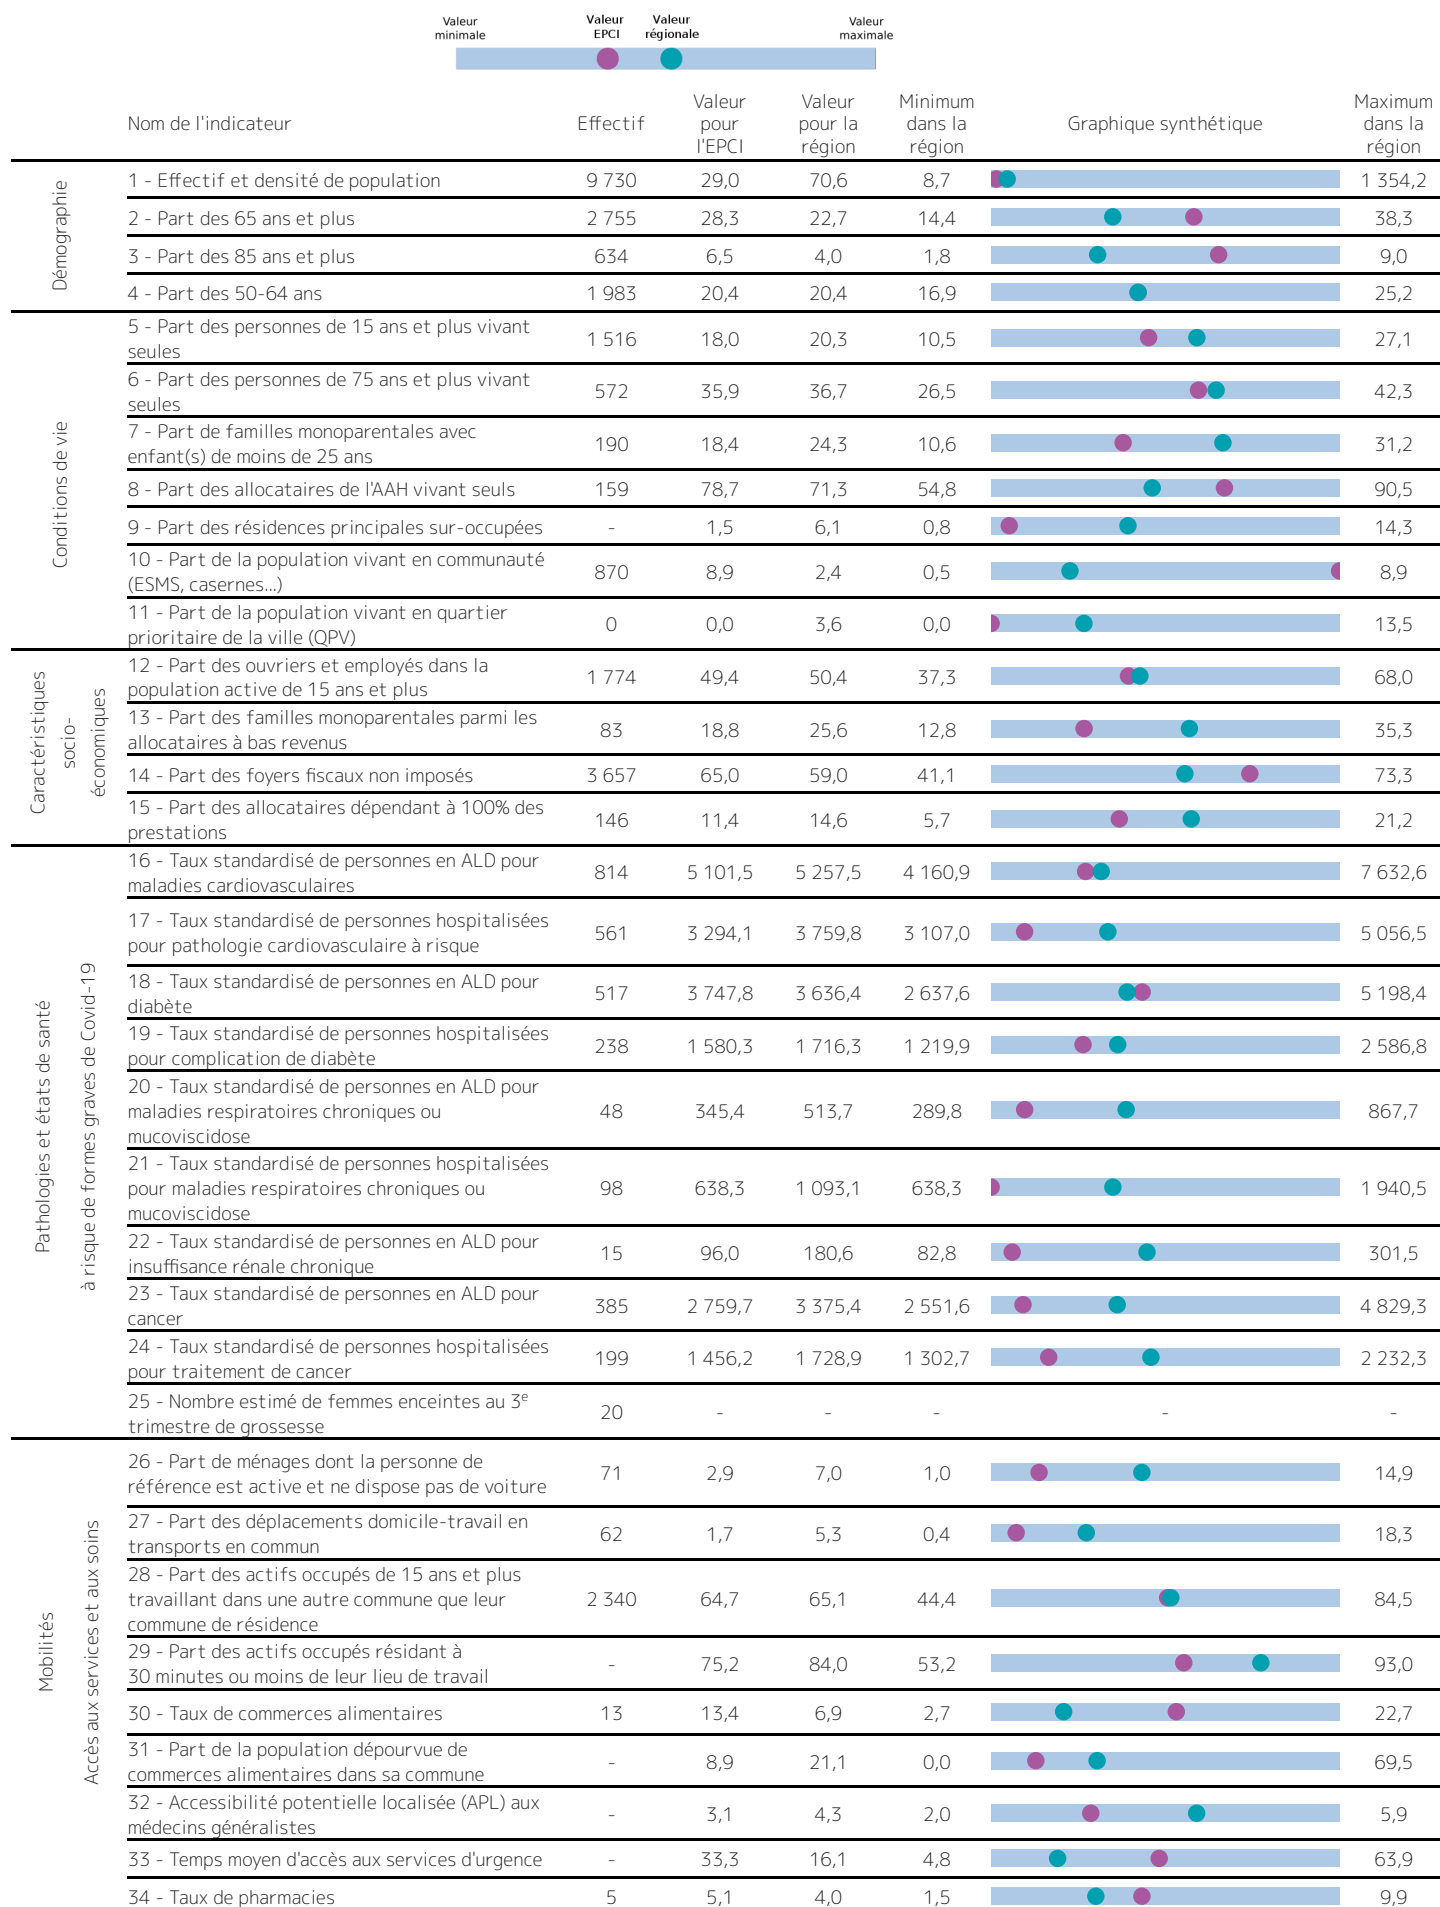 Valeur minimale
Valeur EPCI
Valeur régionale
Valeur maximale
Nom de l'indicateur
Effectif
Valeur pour l'EPCI
Valeur pour la région
Minimum dans la région
Graphique synthétique
Maximum dans la région
Démographie
1 - Effectif et densité de population 9 730 29,0 70,6 8,7 1 354,2
2 - Part des 65 ans et plus 2 755 28,3 22,7 14,4 38,3
3 - Part des 85 ans et plus 634 6,5 4,0 1,8 9,0
4 - Part des 50-64 ans 1 983 20,4 20,4 16,9 25,2
Conditions de vie
5 - Part des personnes de 15 ans et plus vivant
seules 1 516 18,0 20,3 10,5 27,1
6 - Part des personnes de 75 ans et plus vivant
seules 572 35,9 36,7 26,5 42,3
7 - Part de familles monoparentales avec
enfant(s) de moins de 25 ans 190 18,4 24,3 10,6 31,2
8 - Part des allocataires de l'AAH vivant seuls 159 78,7 71,3 54,8 90,5
9 - Part des résidences principales sur-occupées - 1,5 6,1 0,8 14,3
10 - Part de la population vivant en communauté
(ESMS, casernes...) 870 8,9 2,4 0,5 8,9
11 - Part de la population vivant en quartier
prioritaire de la ville (QPV) 0 0,0 3,6 0,0 13,5
Caractéristiques
socio-
économiques
12 - Part des ouvriers et employés dans la
population active de 15 ans et plus 1 774 49,4 50,4 37,3 68,0
13 - Part des familles monoparentales parmi les
allocataires à bas revenus 83 18,8 25,6 12,8 35,3
14 - Part des foyers fiscaux non imposés 3 657 65,0 59,0 41,1 73,3
15 - Part des allocataires dépendant à 100% des
prestations 146 11,4 14,6 5,7 21,2
Pathologies et états de santé
à risque de formes graves de Covid-19
16 - Taux standardisé de personnes en ALD pour
maladies cardiovasculaires 814 5 101,5 5 257,5 4 160,9 7 632,6
17 - Taux standardisé de personnes hospitalisées
pour pathologie cardiovasculaire à risque 561 3 294,1 3 759,8 3 107,0 5 056,5
18 - Taux standardisé de personnes en ALD pour
diabète 517 3 747,8 3 636,4 2 637,6 5 198,4
19 - Taux standardisé de personnes hospitalisées
pour complication de diabète 238 1 580,3 1 716,3 1 219,9 2 586,8
20 - Taux standardisé de personnes en ALD pour
maladies respiratoires chroniques ou 48 345,4 513,7 289,8 867,7
mucoviscidose
21 - Taux standardisé de personnes hospitalisées
pour maladies respiratoires chroniques ou 98 638,3 1 093,1 638,3 1 940,5
mucoviscidose
22 - Taux standardisé de personnes en ALD pour
insuffisance rénale chronique 15 96,0 180,6 82,8 301,5
23 - Taux standardisé de personnes en ALD pour
cancer 385 2 759,7 3 375,4 2 551,6 4 829,3
24 - Taux standardisé de personnes hospitalisées
pour traitement de cancer 199 1 456,2 1 728,9 1 302,7 2 232,3
25 - Nombre estimé de femmes enceintes au 3e
trimestre de grossesse 20 - - - - -
Mobilités
Accès aux services et aux soins
26 - Part de ménages dont la personne de
référence est active et ne dispose pas de voiture 71 2,9 7,0 1,0 14,9
27 - Part des déplacements domicile-travail en
transports en commun 62 1,7 5,3 0,4 18,3
28 - Part des actifs occupés de 15 ans et plus
travaillant dans une autre commune que leur 2 340 64,7 65,1 44,4 84,5
commune de résidence
29 - Part des actifs occupés résidant à
30 minutes ou moins de leur lieu de travail - 75,2 84,0 53,2 93,0
30 - Taux de commerces alimentaires 13 13,4 6,9 2,7 22,7
31 - Part de la population dépourvue de
commerces alimentaires dans sa commune - 8,9 21,1 0,0 69,5
32 - Accessibilité potentielle localisée (APL) aux
médecins généralistes - 3,1 4,3 2,0 5,9
33 - Temps moyen d'accès aux services d'urgence - 33,3 16,1 4,8 63,9
34 - Taux de pharmacies 5 5,1 4,0 1,5 9,9